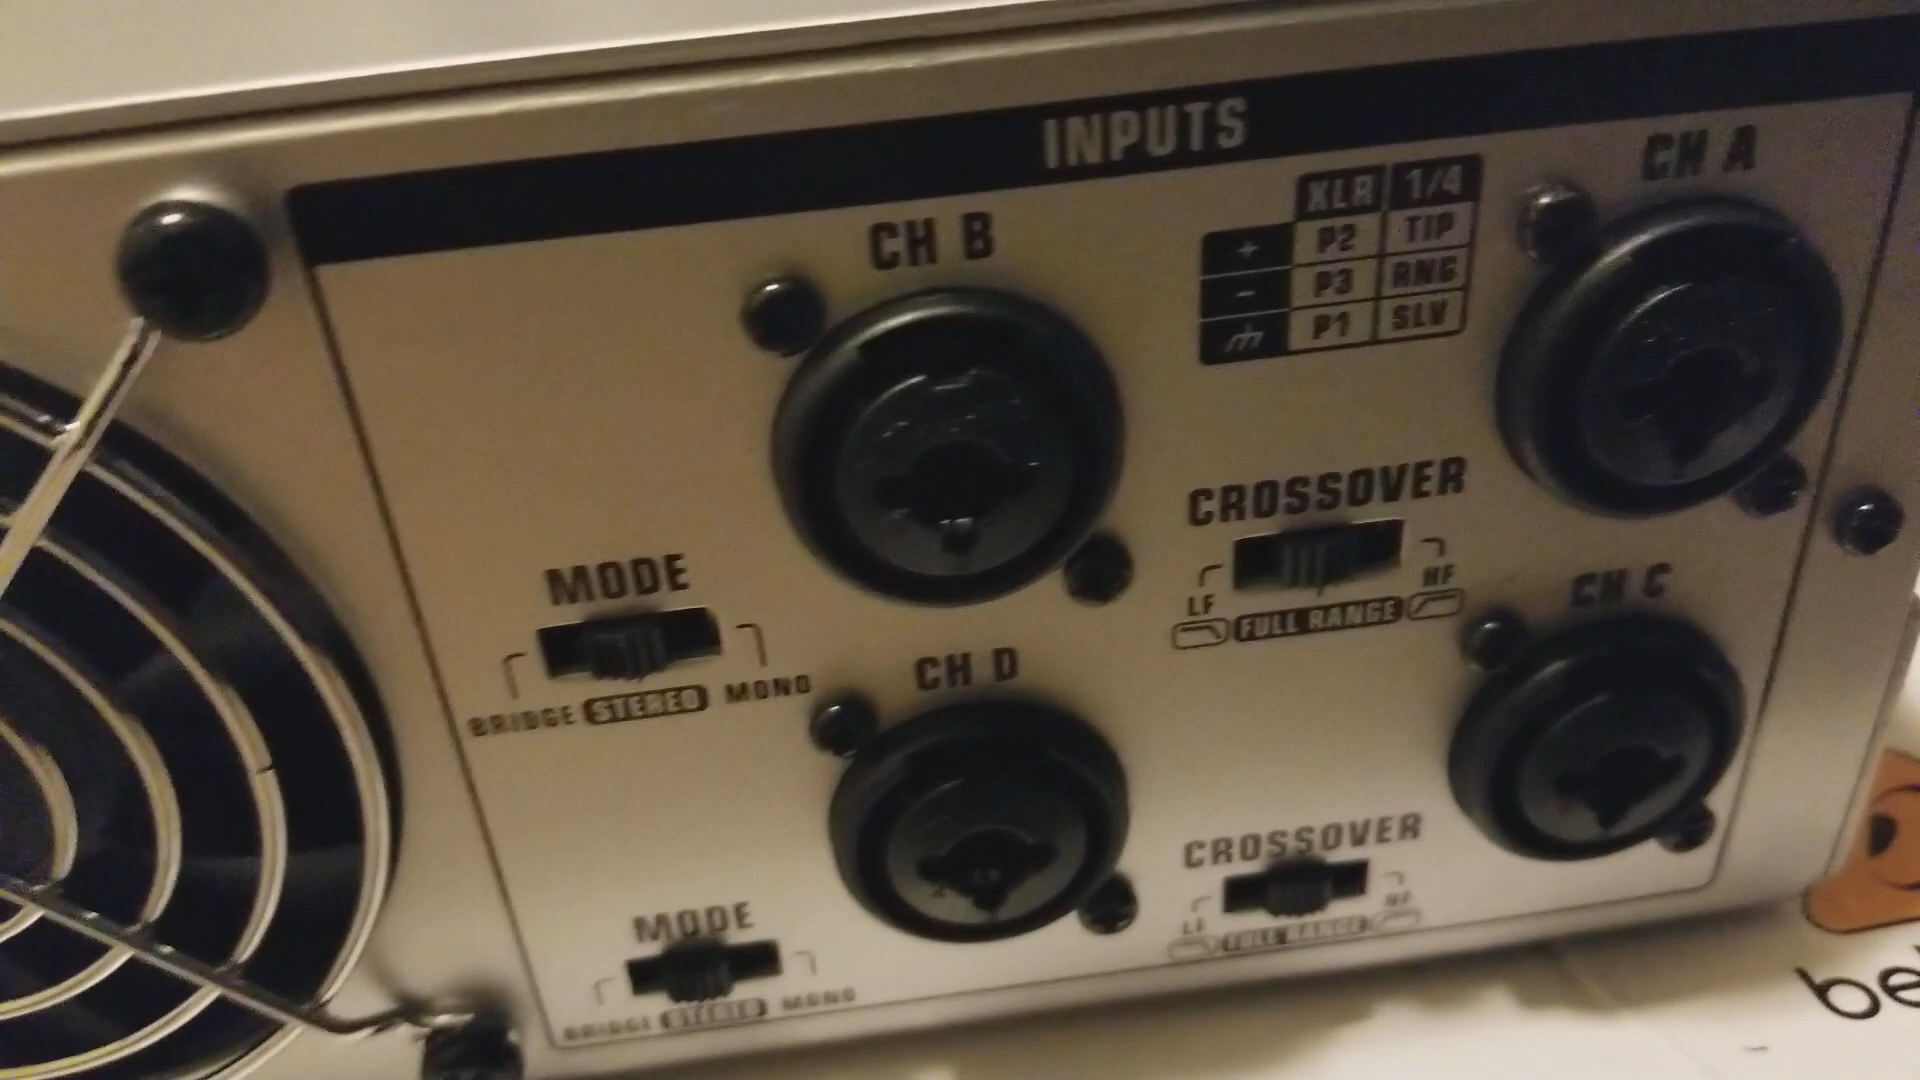 INPUTS
CH B
CH A
XLR 1/4
+ P2 TIP
- P3 RNG
P1 SLV
CROSSOVER
LF HF
FULL RANGE
MODE
BRIDGE STEREO MONO
CH D
CH C
CROSSOVER
LF HF
FULL RANGE
MODE
BRIDGE STEREO MONO